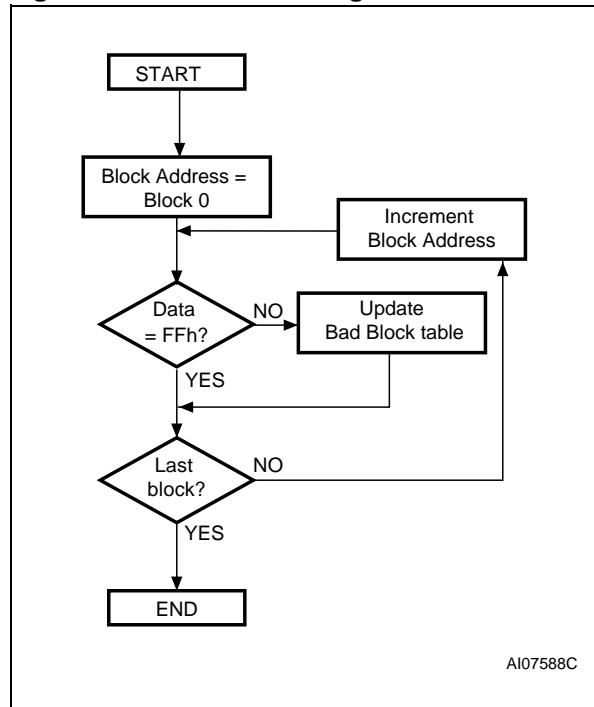 START
Block Address =
Block 0
Increment
Block Address
Data
= FFh?
NO
Update
Bad Block table
YES
Last
block?
NO
YES
END
AI07588C